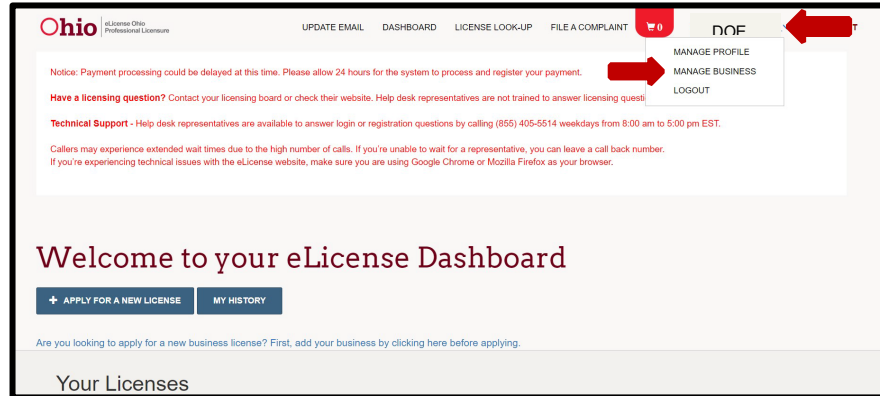 Ohio eLicense Ohio
Professional Licensure
UPDATE EMAIL DASHBOARD LICENSE LOOK-UP FILE A COMPLAINT 0 DOE T
MANAGE PROFILE
MANAGE BUSINESS
LOGOUT
Notice: Payment processing could be delayed at this time. Please allow 24 hours for the system to process and register your payment.
Have a licensing question? Contact your licensing board or check their website. Help desk representatives are not trained to answer licensing questi
Technical Support - Help desk representatives are available to answer login or registration questions by calling (855) 405-5514 weekdays from 8:00 am to 5:00 pm EST.
Callers may experience extended wait times due to the high number of calls. If you're unable to wait for a representative, you can leave a call back number.
If you're experiencing technical issues with the eLicense website, make sure you are using Google Chrome or Mozilla Firefox as your browser.
Welcome to your eLicense Dashboard
+ APPLY FOR A NEW LICENSE MY HISTORY
Are you looking to apply for a new business license? First, add your business by clicking here before applying.
Your Licenses